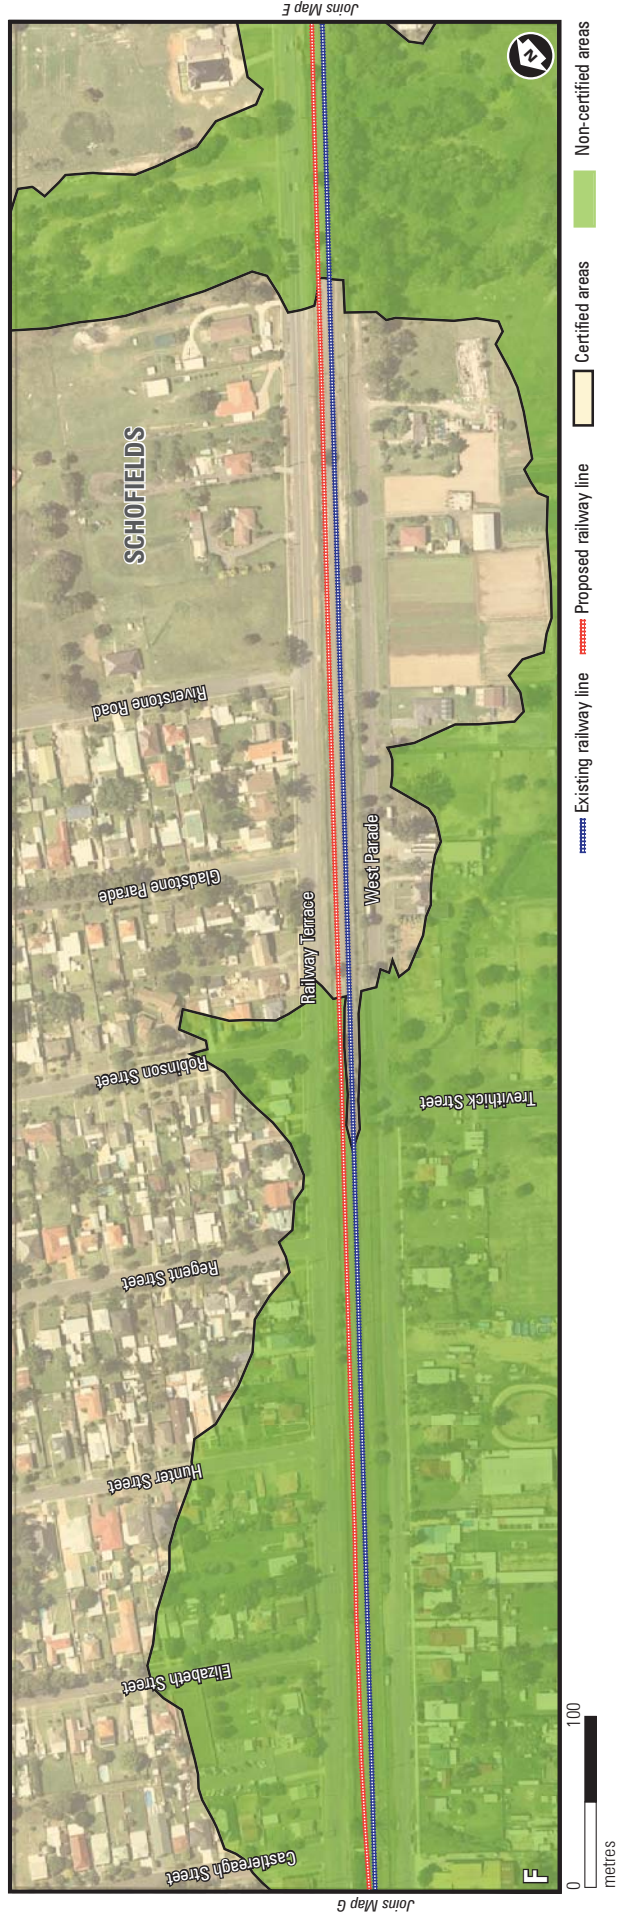 Joins Map E
N
SCHOFIELDS
Riverstone Road
Gladstone Parade
Railway Terrace
West Parade
Robinson Street
Trevithick Street
Regent Street
Hunter Street
Elizabeth Street
Castlereagh Street
F
Joins Map G
0 100
metres
Existing railway line
Proposed railway line
Certified areas
Non-certified areas